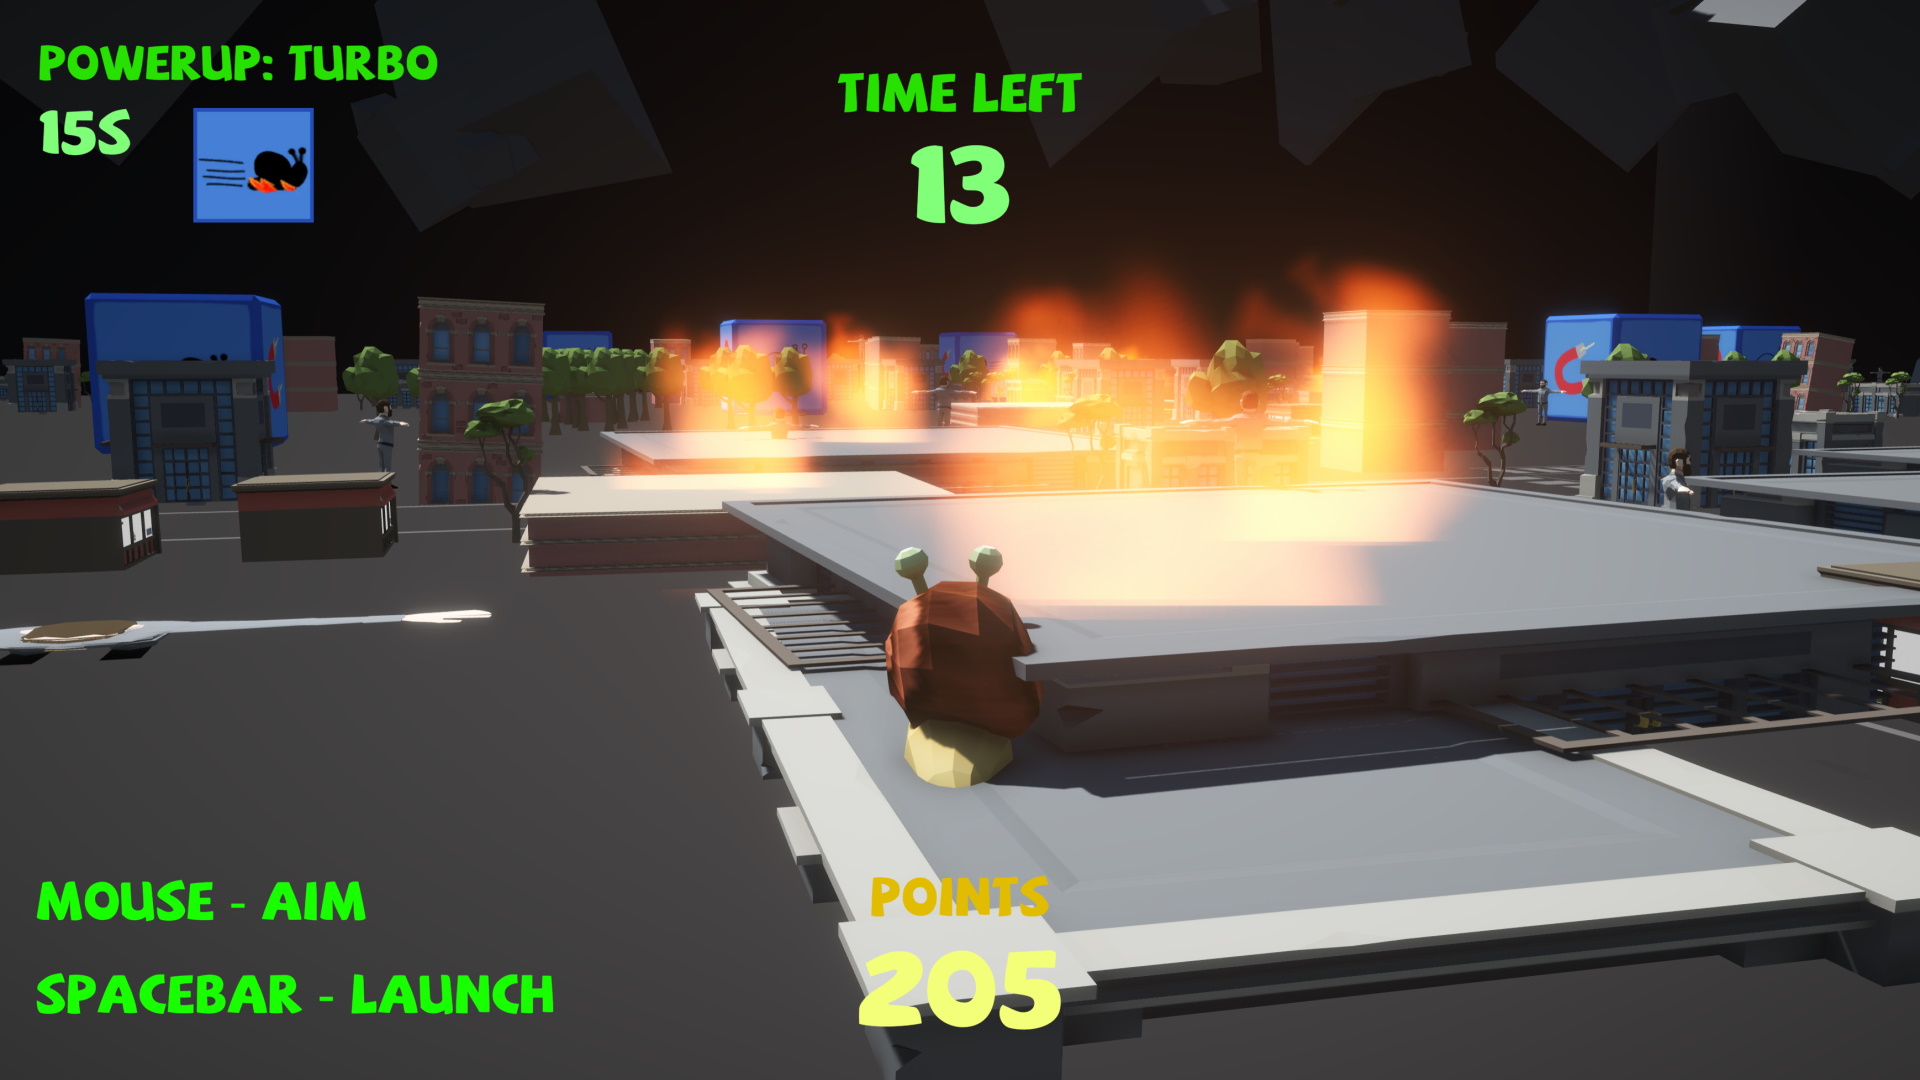 POWERUP: TURBO
15S
TIME LEFT
13
MOUSE - AIM
SPACEBAR - LAUNCH
POINTS
205